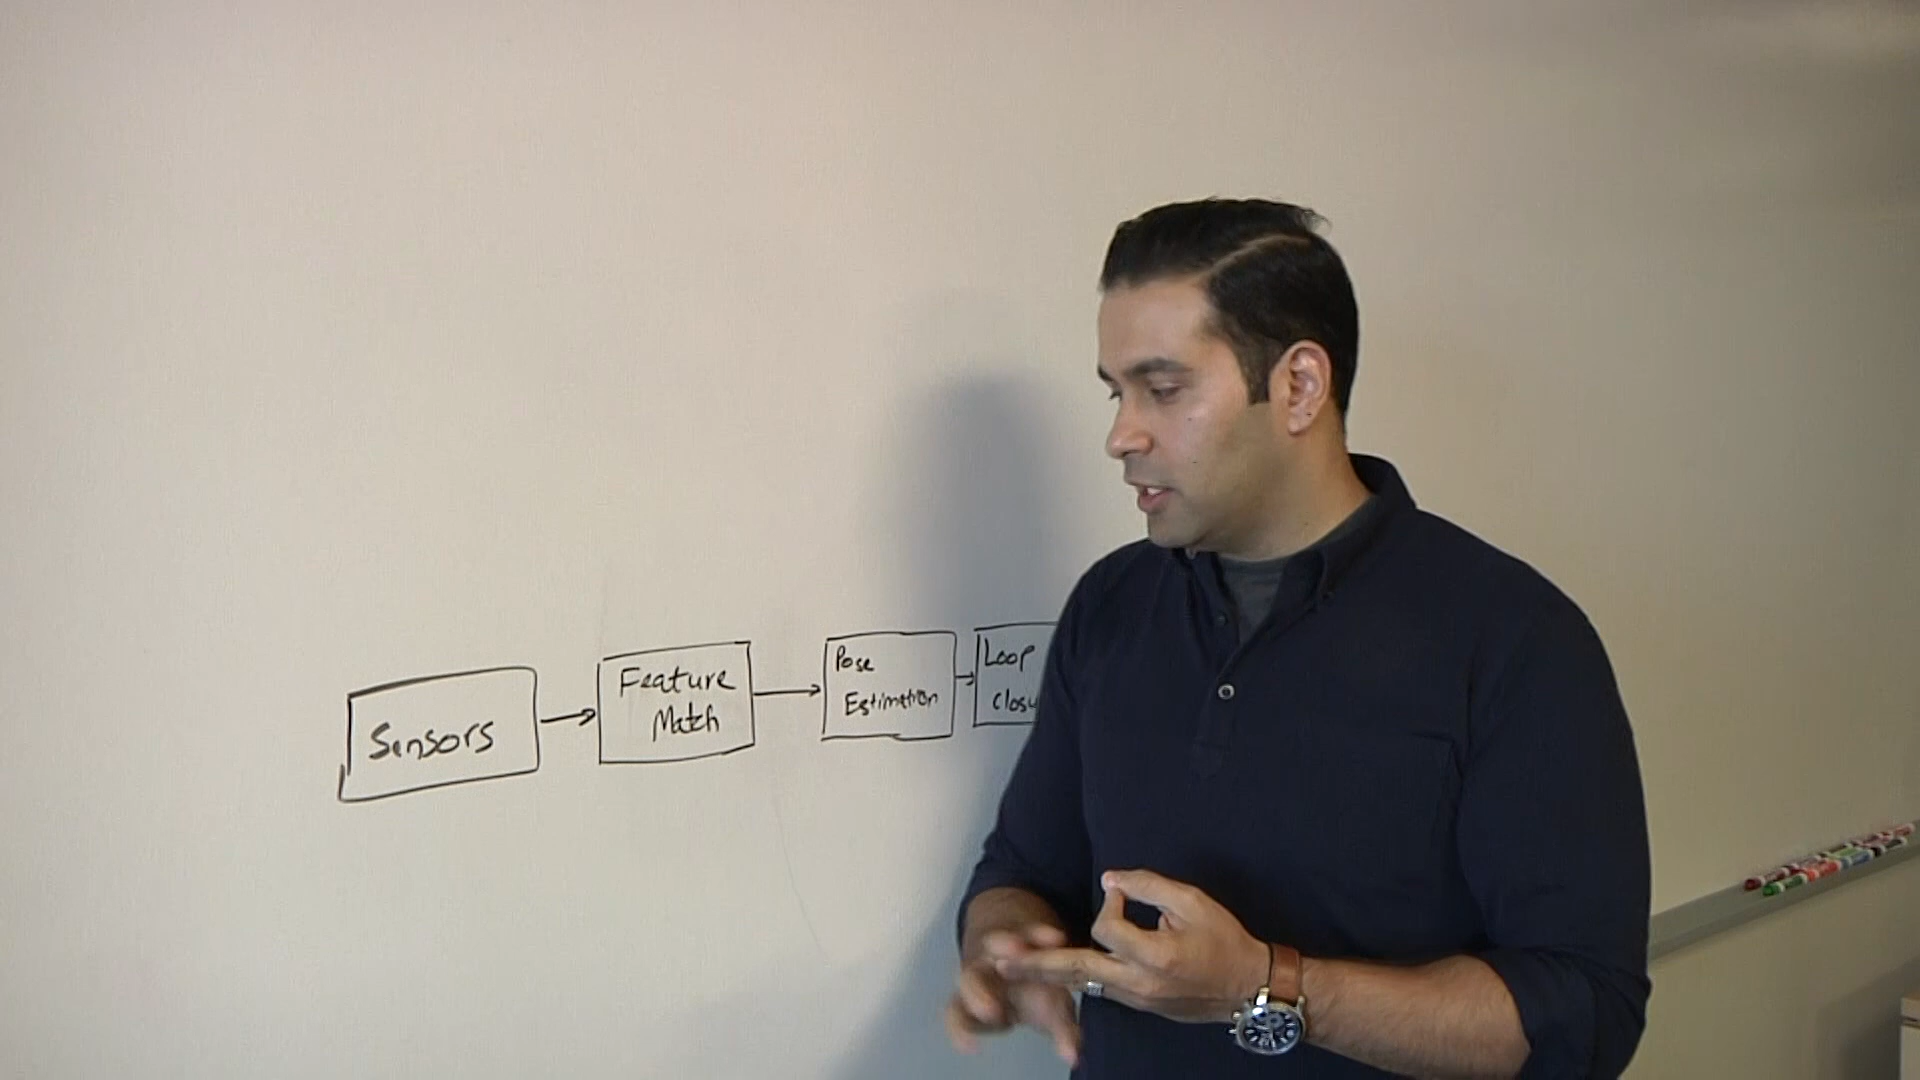 Sensors
Feature
Match
Pose
Estimation
Loop